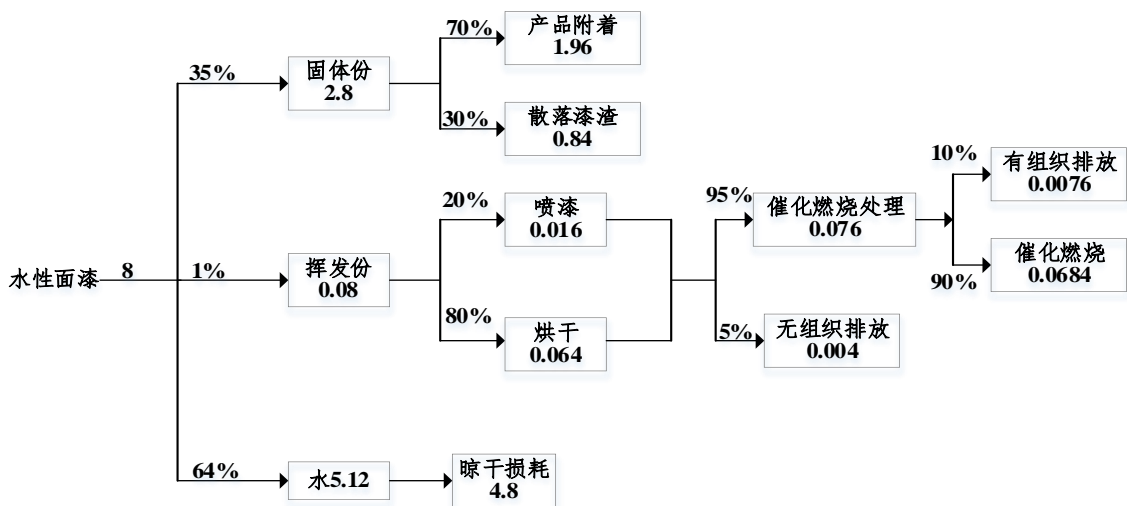 70%
产品附着
1.96
35%
固体份
2.8
30%
散落漆渣
0.84
10%
有组织排放
0.0076
20%
喷漆
0.016
95%
催化燃烧处理
0.076
水性面漆 8
1%
挥发份
0.08
催化燃烧
0.0684
90%
80%
烘干
0.064
5%
无组织排放
0.004
64%
水5.12
晾干损耗
4.8